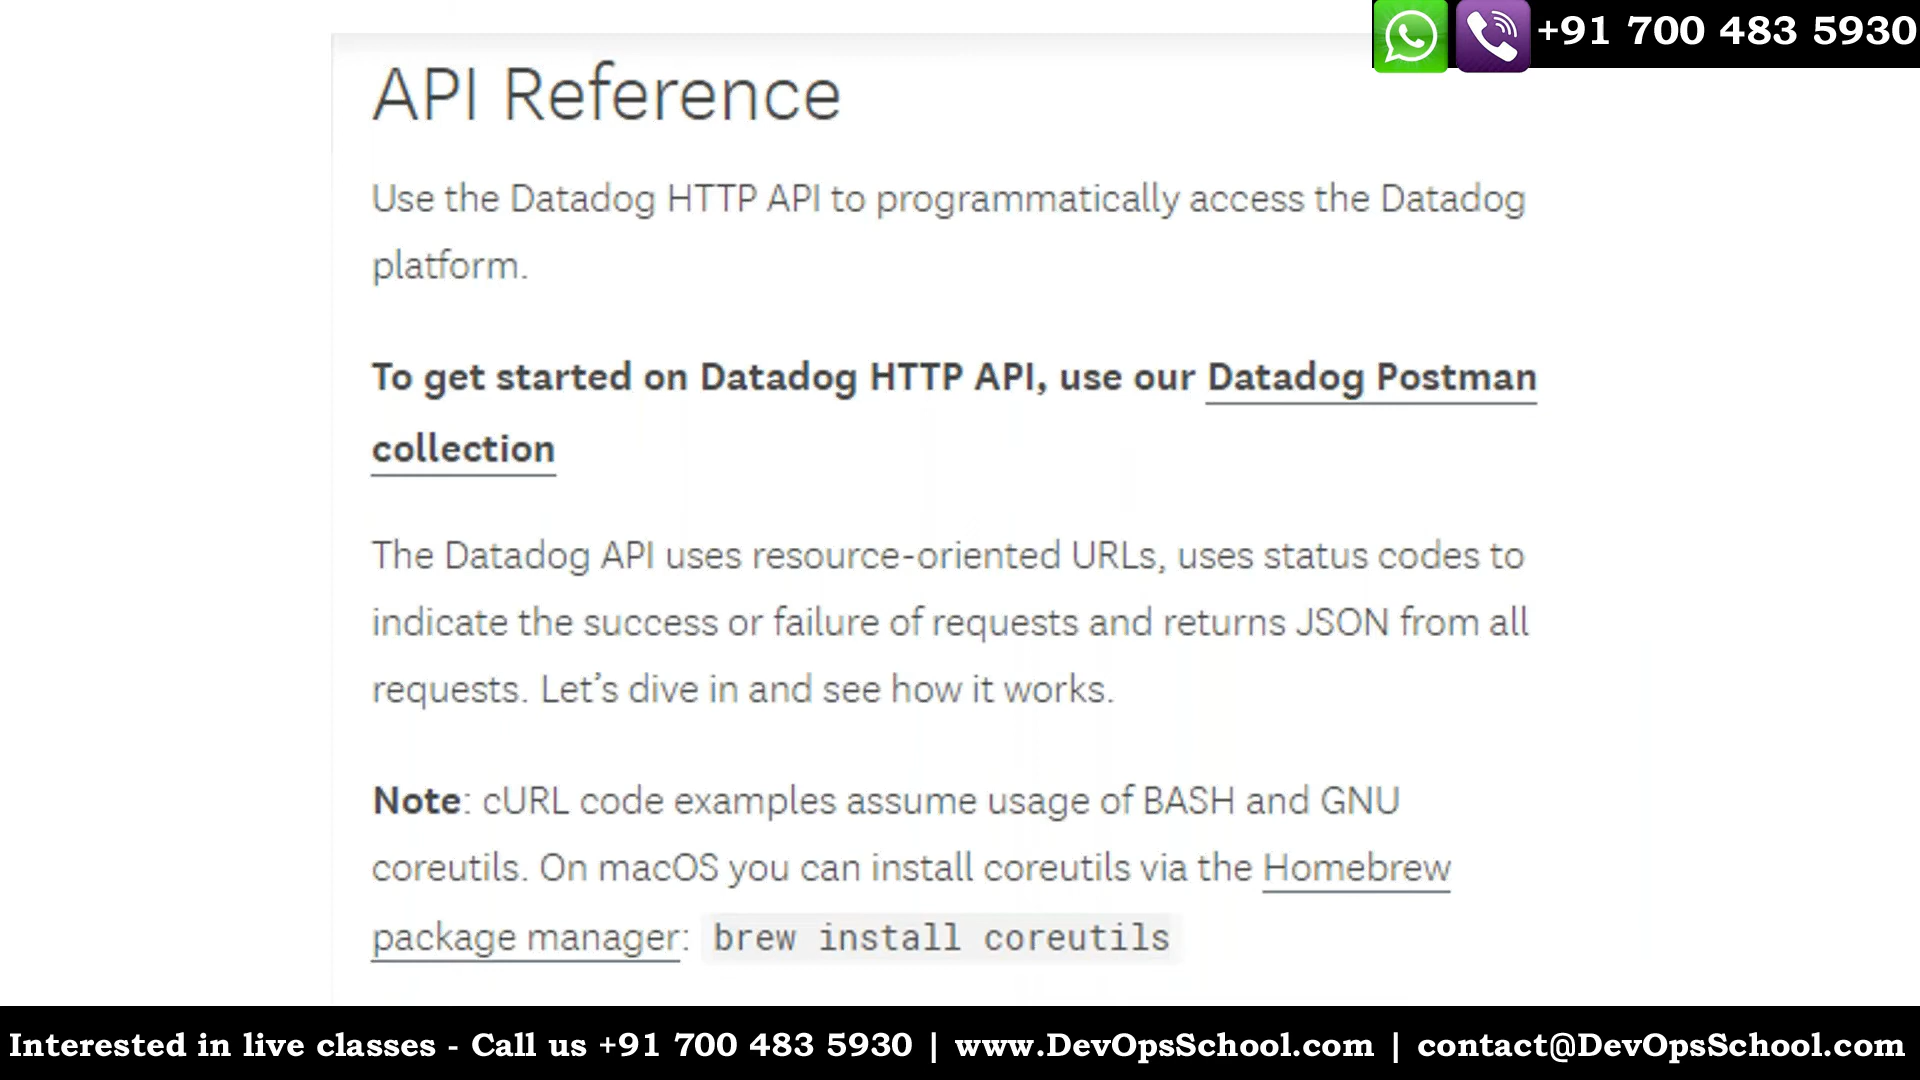 +91 700 483 5930
API Reference
Use the Datadog HTTP API to programmatically access the Datadog
platform.
To get started on Datadog HTTP API, use our Datadog Postman
collection
The Datadog API uses resource-oriented URLs, uses status codes to
indicate the success or failure of requests and returns JSON from all
requests. Let’s dive in and see how it works.
Note: cURL code examples assume usage of BASH and GNU
coreutils. On macOS you can install coreutils via the Homebrew
package manager: brew install coreutils
Interested in live classes - Call us +91 700 483 5930 | www.DevOpsSchool.com | contact@DevOpsSchool.com